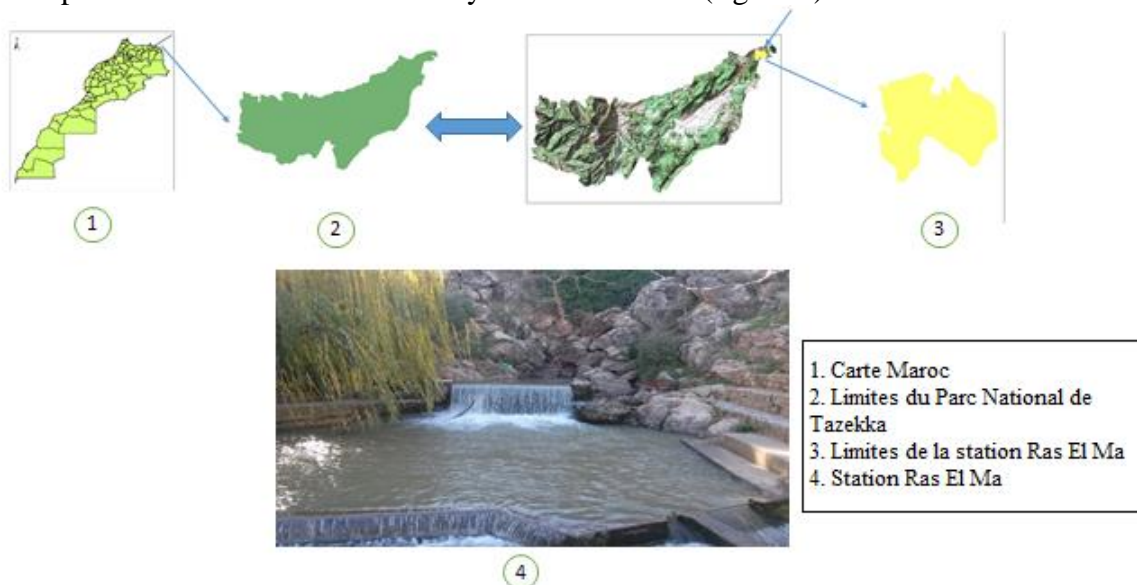 1
2
3
4
1. Carte Maroc
2. Limites du Parc National de
Tazekka
3. Limites de la station Ras El Ma
4. Station Ras El Ma